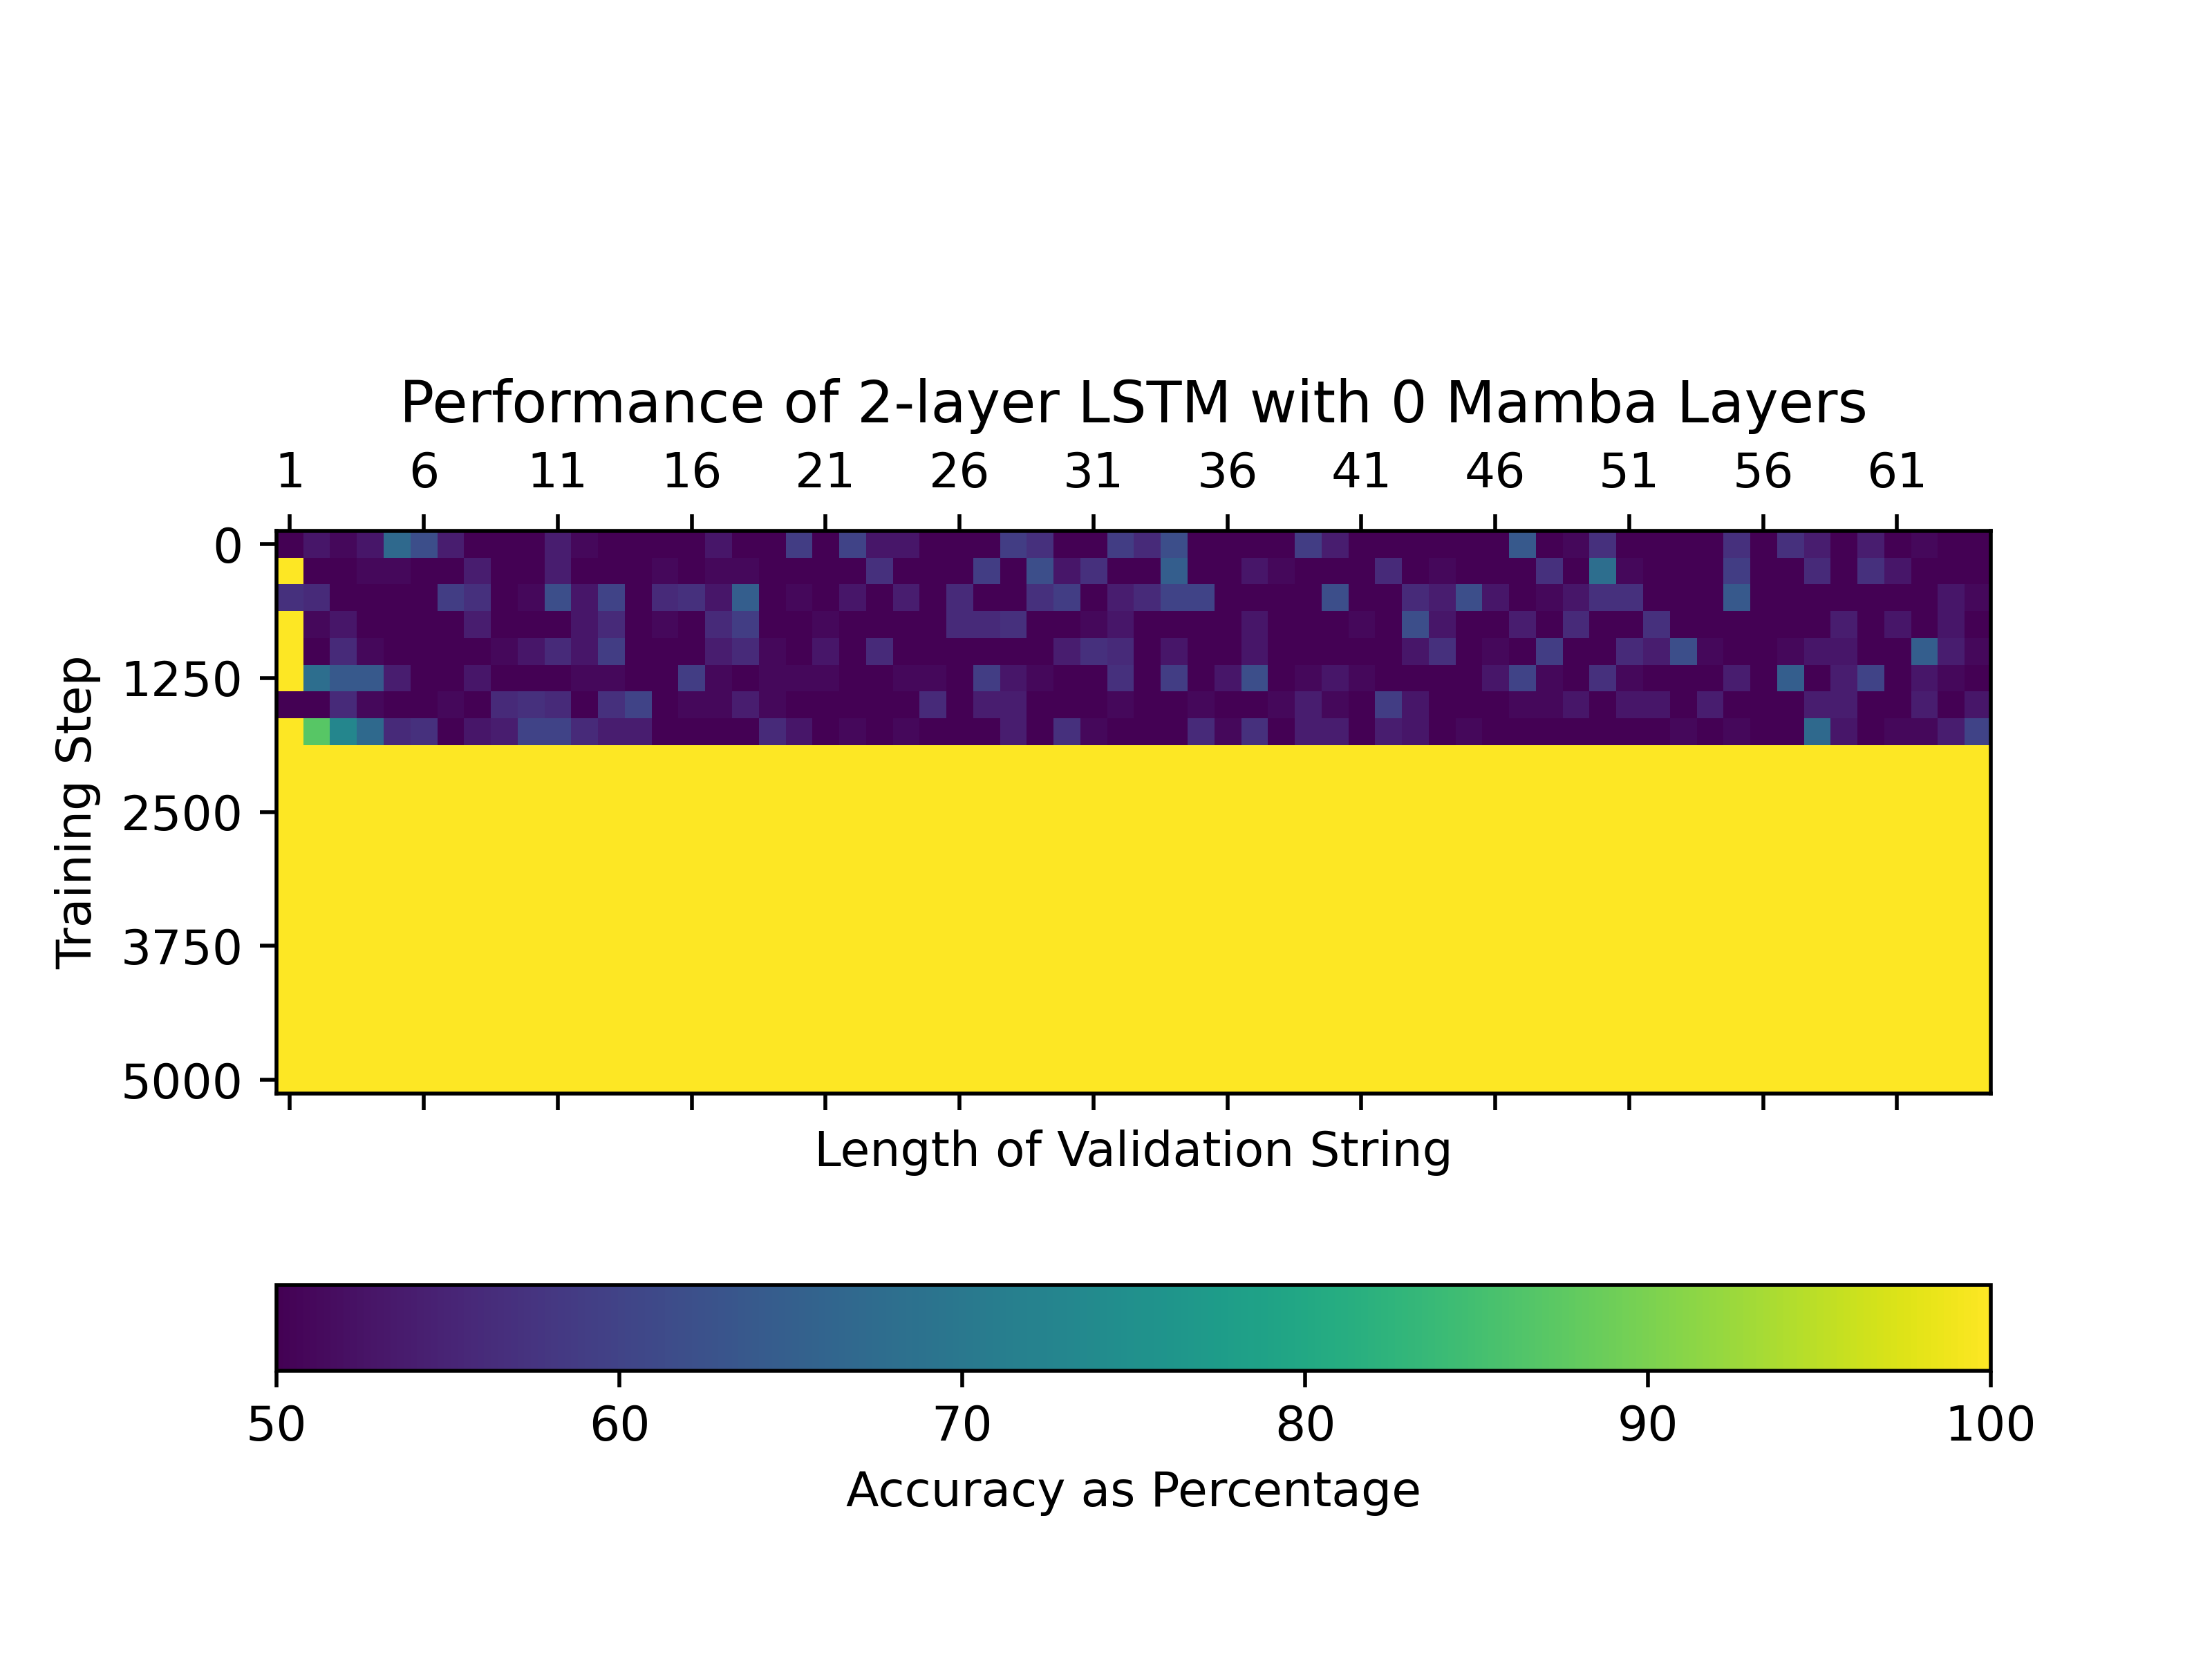 Performance of 2-layer LSTM with 0 Mamba Layers
1 6 11 16 21 26 31 36 41 46 51 56 61
Training Step
0
1250
2500
3750
5000
Length of Validation String
50 60 70 80 90 100
Accuracy as Percentage